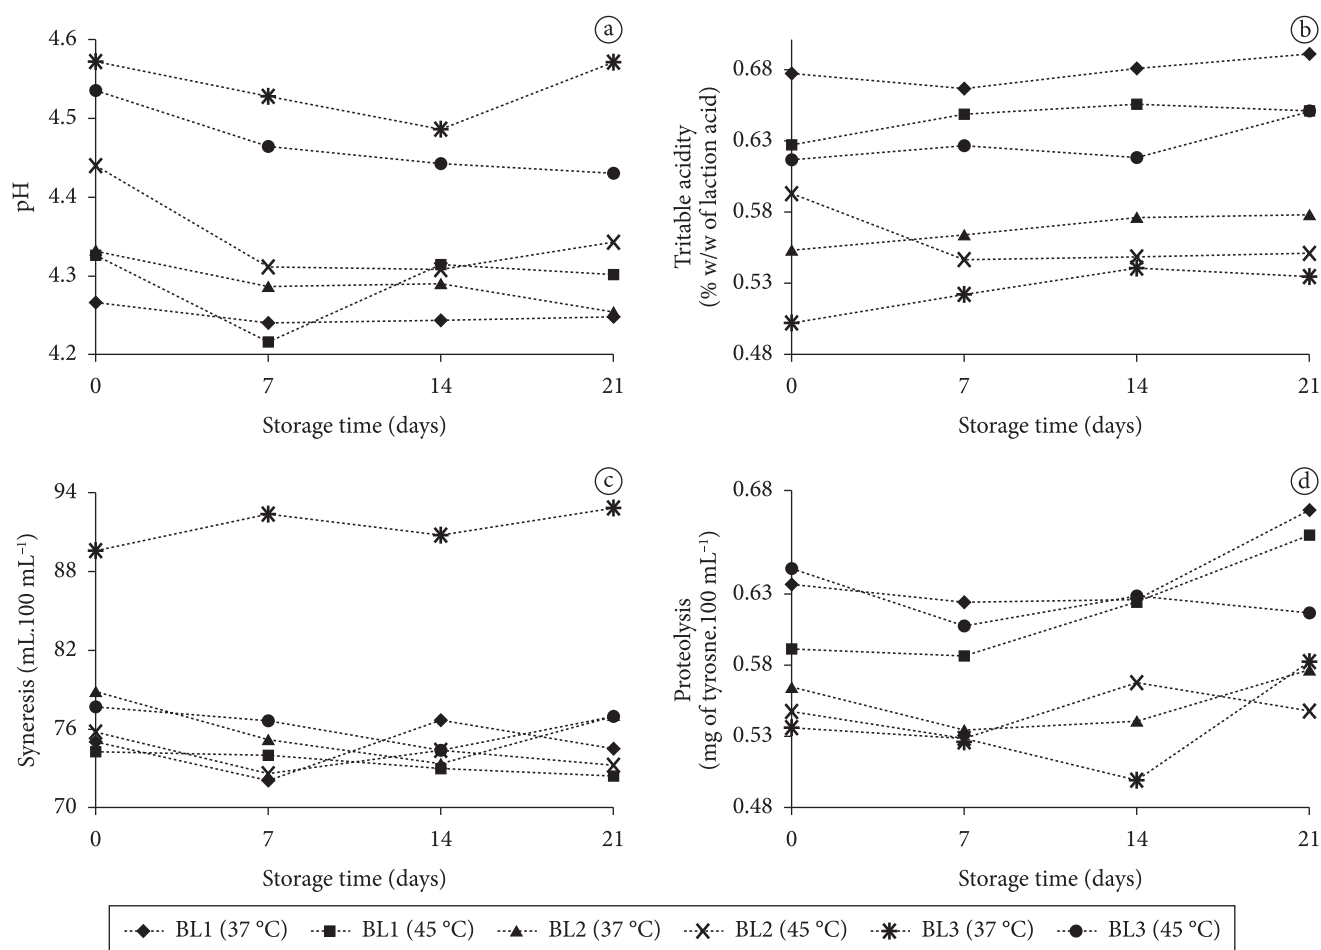 a
4.6
4.5
4.4
4.3
4.2
pH
0 7 14 21
Storage time (days)
b
0.68
0.63
0.58
0.53
0.48
Tritable acidity
(% w/w of laction acid)
0 7 14 21
Storage time (days)
c
94
88
82
76
70
Syneresis (mL.100 mL⁻¹)
0 7 14 21
Storage time (days)
d
0.68
0.63
0.58
0.53
0.48
Proteolysis
(mg of tyrosne.100 mL⁻¹)
0 7 14 21
Storage time (days)
BL1 (37 °C) BL1 (45 °C) BL2 (37 °C) BL2 (45 °C) BL3 (37 °C) BL3 (45 °C)